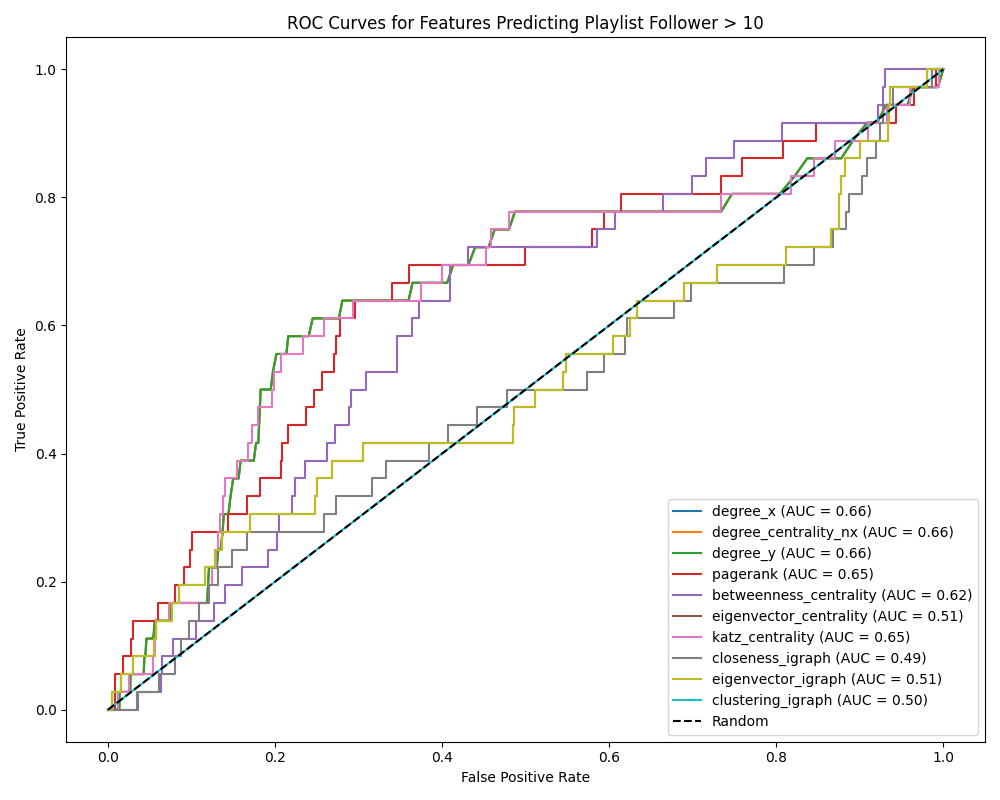 ROC Curves for Features Predicting Playlist Follower > 10
True Positive Rate
1.0
0.8
0.6
0.4
0.2
0.0
degree_x (AUC = 0.66)
degree_centrality_nx (AUC = 0.66)
degree_y (AUC = 0.66)
pagerank (AUC = 0.65)
betweenness_centrality (AUC = 0.62)
eigenvector_centrality (AUC = 0.51)
katz_centrality (AUC = 0.65)
closeness_igraph (AUC = 0.49)
eigenvector_igraph (AUC = 0.51)
clustering_igraph (AUC = 0.50)
Random
0.0 0.2 0.4 0.6 0.8 1.0
False Positive Rate